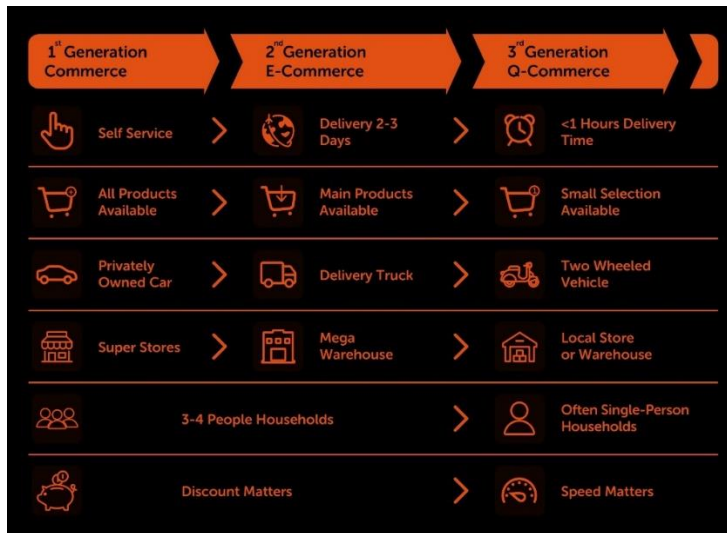 1st Generation
Commerce
2nd Generation
E-Commerce
3rd Generation
Q-Commerce
Self Service
Delivery 2-3
Days
<1 Hours Delivery
Time
All Products
Available
Main Products
Available
Small Selection
Available
Privately
Owned Car
Delivery Truck
Two Wheeled
Vehicle
Super Stores
Mega
Warehouse
Local Store
or Warehouse
3-4 People Households
Often Single-Person
Households
Discount Matters
Speed Matters